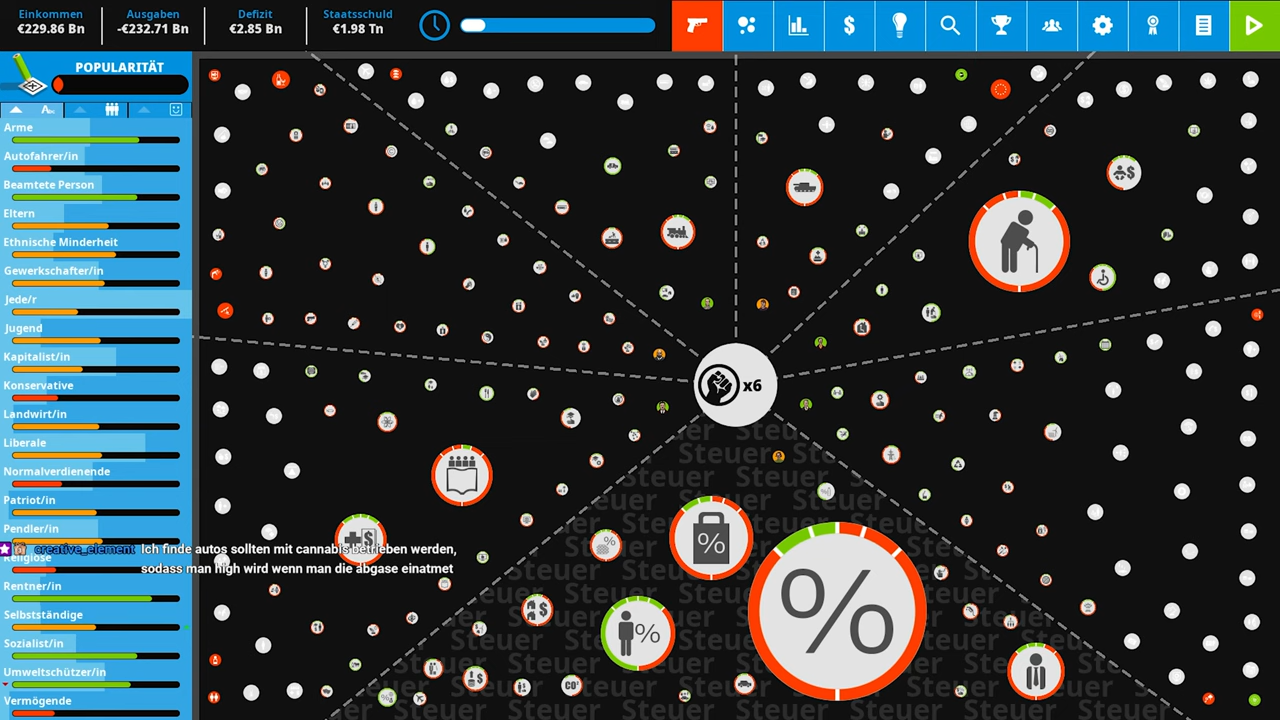 Einkommen
€229.86 Bn
Ausgaben
-€232.71 Bn
Defizit
€2.85 Bn
Staatsschuld
€1.98 Tn
POPULARITÄT
Arme
Autofahrer/in
Beamtete Person
Eltern
Ethnische Minderheit
Gewerkschafter/in
Jede/r
Jugend
Kapitalist/in
Konservative
Landwirt/in
Liberale
Normalverdienende
Patriot/in
Pendler/in
Religiöse
Rentner/in
Selbstständige
Sozialist/in
Umweltschützer/in
Vermögende
creative_element Ich finde autos sollten mit cannabis betrieben werden,
sodass man high wird wenn man die abgase einatmet
x6
Steuer
%
%
%
CO²